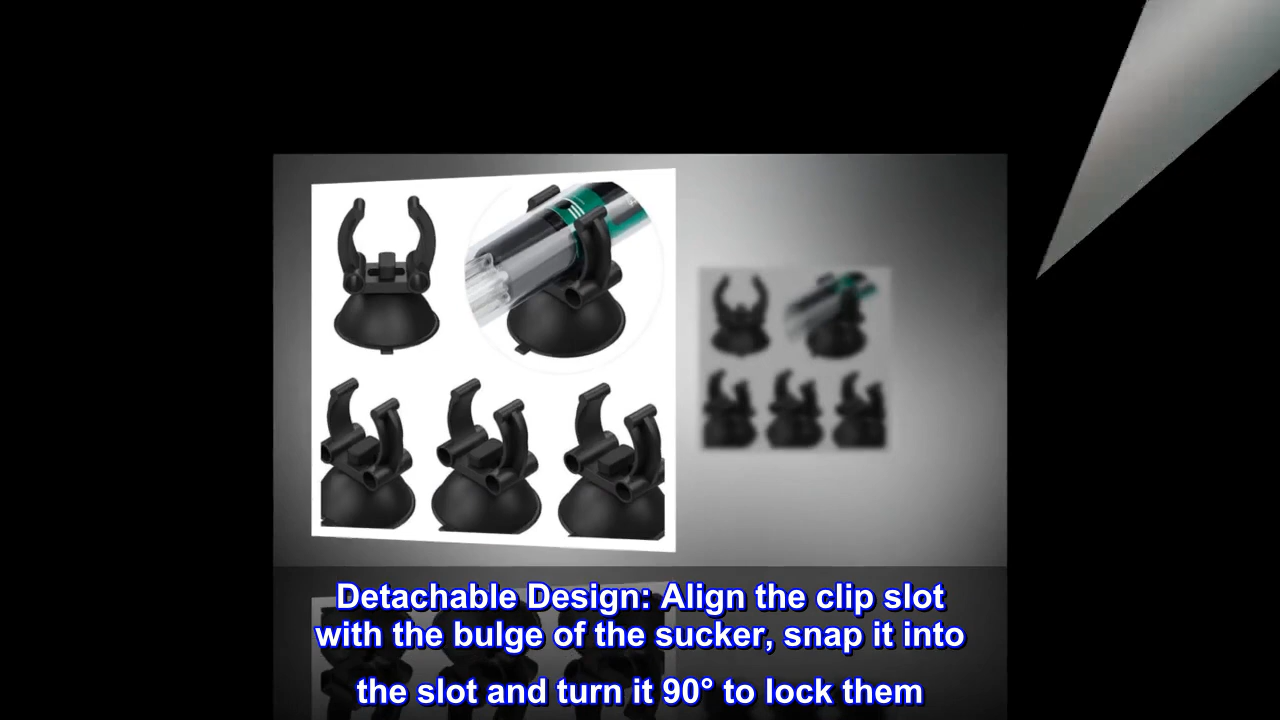 Detachable Design: Align the clip slot
with the bulge of the sucker, snap it into
the slot and turn it 90° to lock them